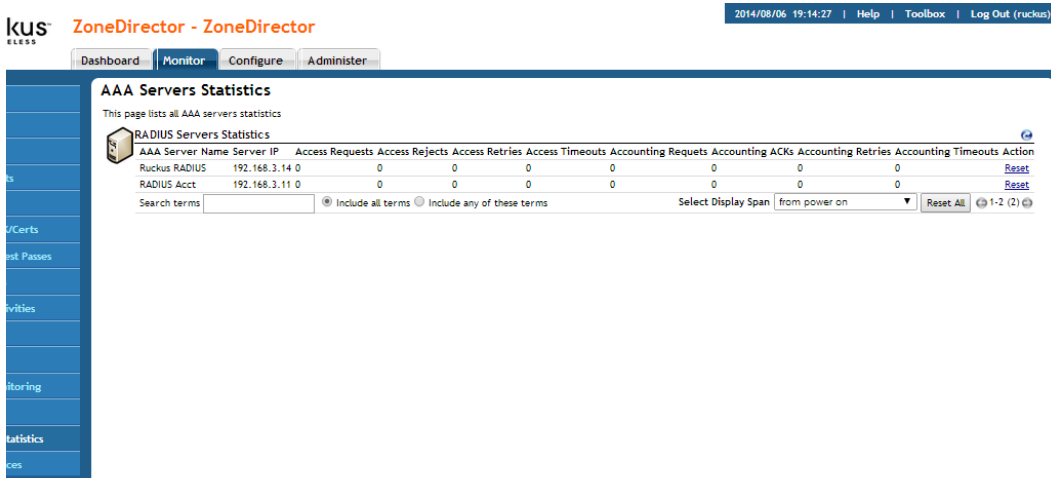 2014/08/06 19:14:27 | Help | Toolbox | Log Out (ruckus)
kus
ELESS
ZoneDirector - ZoneDirector
Dashboard Monitor Configure Administer
AAA Servers Statistics
This page lists all AAA servers statistics
RADIUS Servers Statistics
AAA Server Name Server IP Access Requests Access Rejects Access Retries Access Timeouts Accounting Requets Accounting ACKs Accounting Retries Accounting Timeouts Action
Ruckus RADIUS 192.168.3.14 0 0 0 0 0 0 0 0 Reset
RADIUS Acct 192.168.3.11 0 0 0 0 0 0 0 0 Reset
Search terms Include all terms Include any of these terms Select Display Span from power on Reset All 1-2 (2)
ts
/Certs
est Passes
ivities
itoring
tatistics
ces